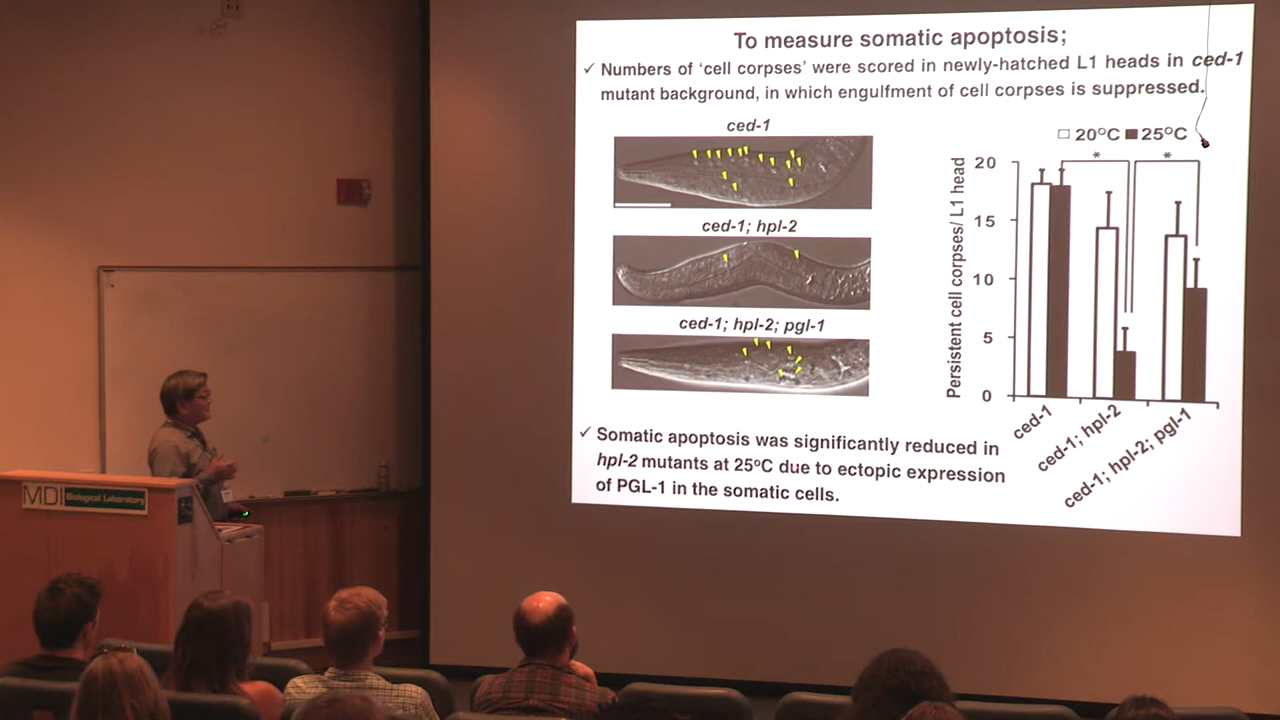 To measure somatic apoptosis;
✓ Numbers of 'cell corpses' were scored in newly-hatched L1 heads in ced-1
mutant background, in which engulfment of cell corpses is suppressed.
ced-1
ced-1; hpl-2
ced-1; hpl-2; pgl-1
20°C 25°C
* *
Persistent cell corpses/ L1 head
20
15
10
5
0
ced-1
ced-1; hpl-2
ced-1; hpl-2; pgl-1
✓ Somatic apoptosis was significantly reduced in
hpl-2 mutants at 25°C due to ectopic expression
of PGL-1 in the somatic cells.
MDI Biological Laboratory